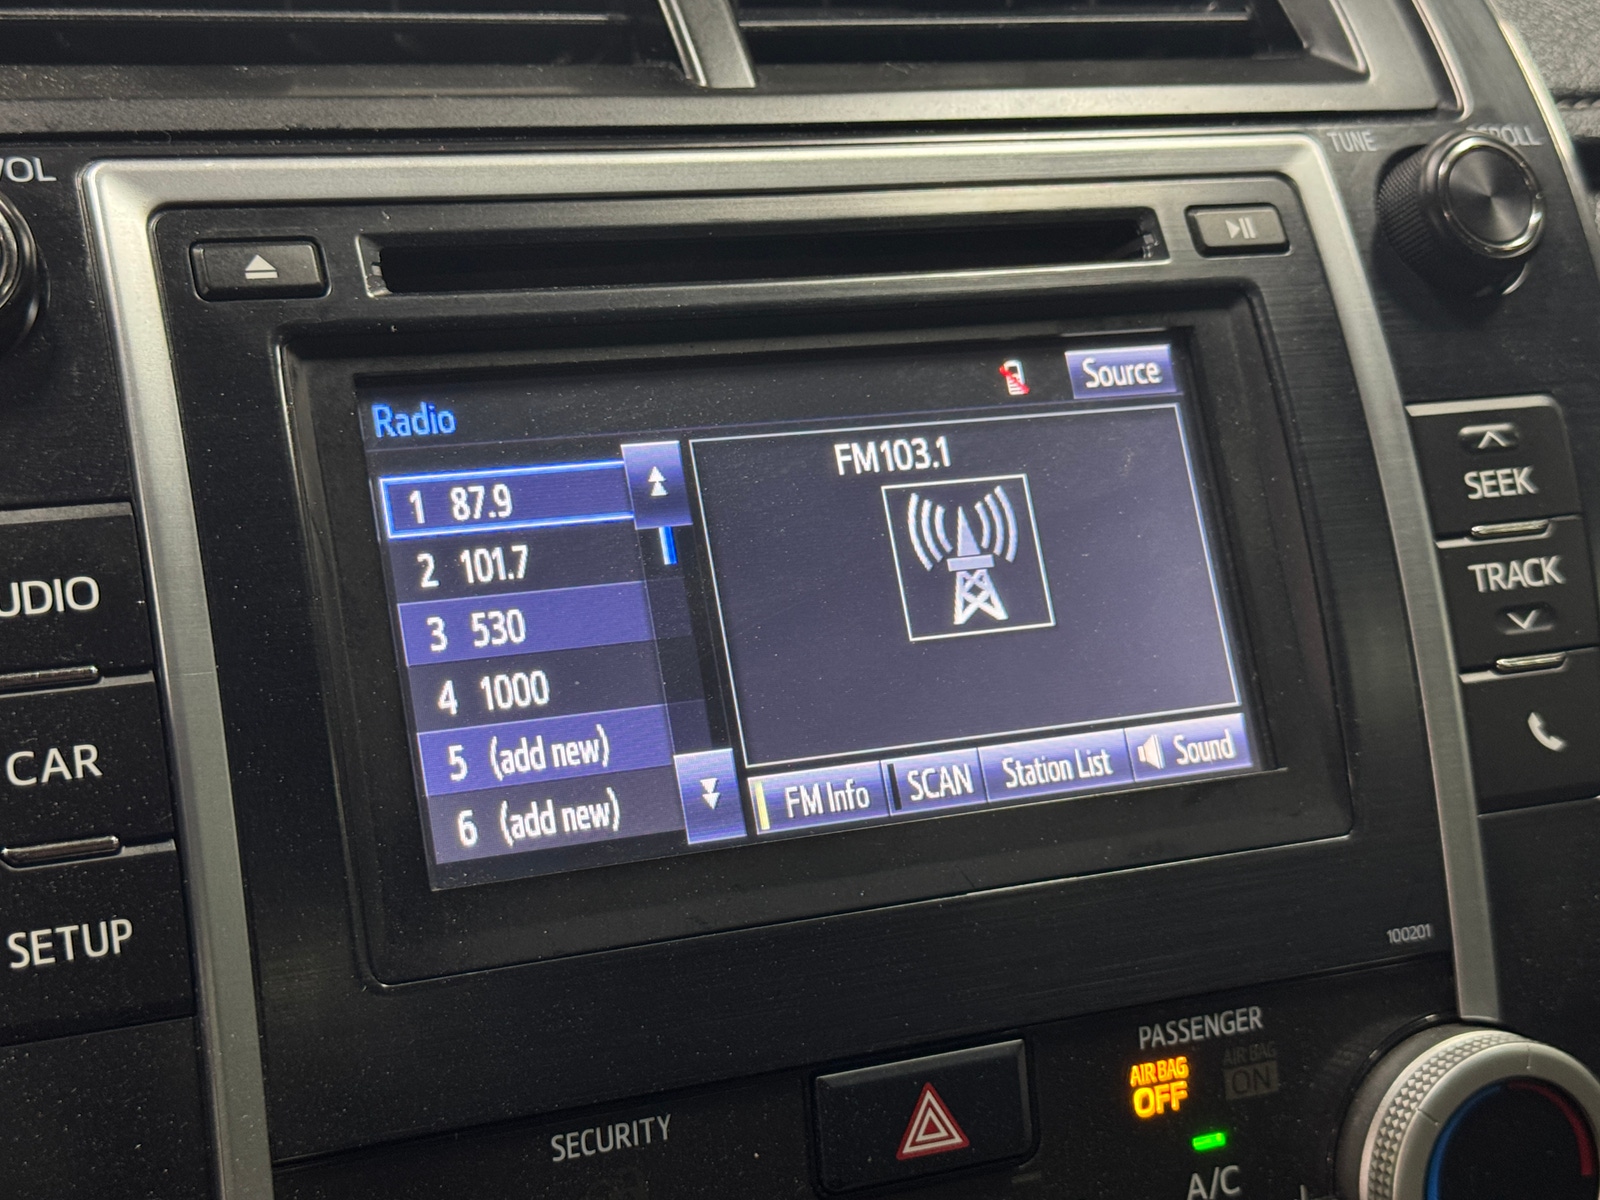 VOL
TUNE
SCROLL
Source
Radio
FM103.1
1 87.9
2 101.7
3 530
4 1000
5 (add new)
6 (add new)
FM Info
SCAN
Station List
Sound
SEEK
TRACK
UDIO
CAR
SETUP
100201
PASSENGER
AIR BAG
OFF
AIR BAG
ON
SECURITY
A/C